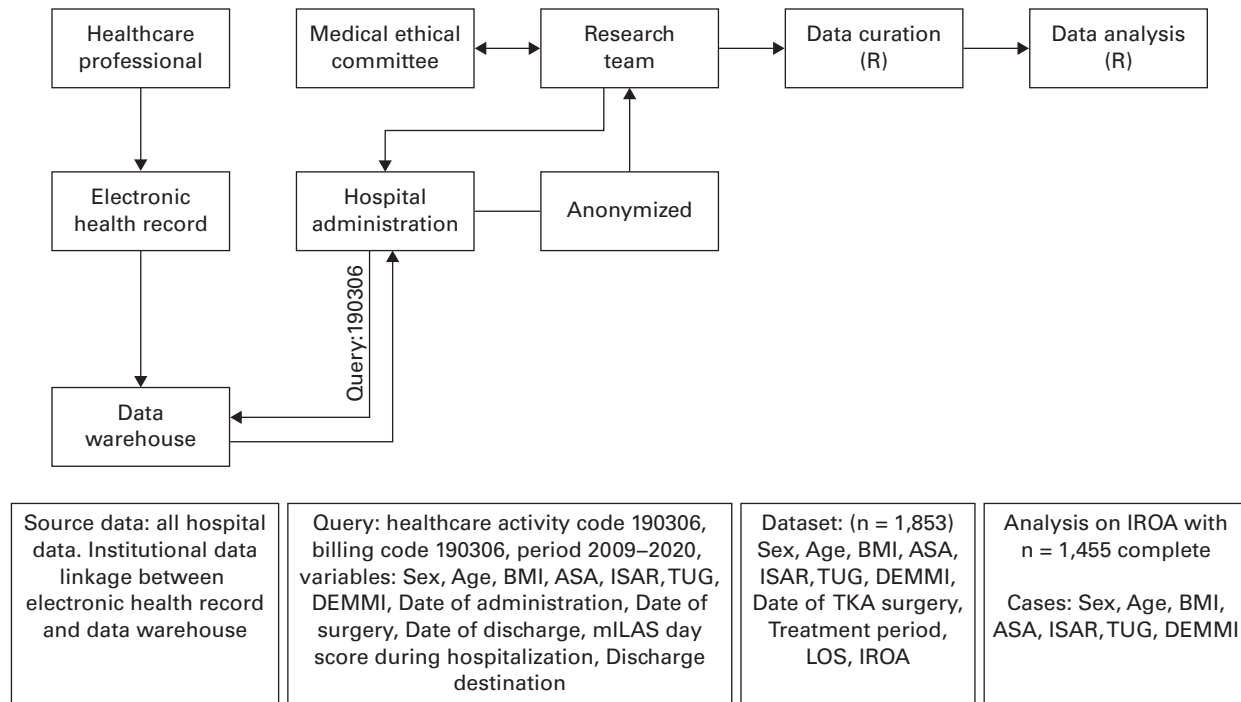 Healthcare
professional
Medical ethical
committee
Research
team
Data curation
(R)
Data analysis
(R)
Electronic
health record
Hospital
administration
Anonymized
Query:190306
Data
warehouse
Source data: all hospital
data. Institutional data
linkage between
electronic health record
and data warehouse
Query: healthcare activity code 190306,
billing code 190306, period 2009–2020,
variables: Sex, Age, BMI, ASA, ISAR, TUG,
DEMMI, Date of administration, Date of
surgery, Date of discharge, mILAS day
score during hospitalization, Discharge
destination
Dataset: (n = 1,853)
Sex, Age, BMI, ASA,
ISAR, TUG, DEMMI,
Date of TKA surgery,
Treatment period,
LOS, IROA
Analysis on IROA with
n = 1,455 complete
Cases: Sex, Age, BMI,
ASA, ISAR, TUG, DEMMI